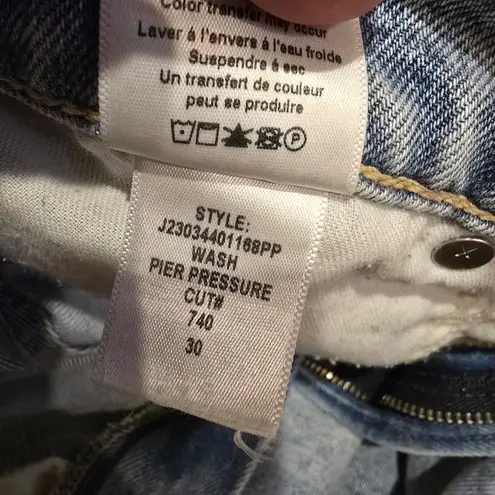 Color transfer may occur
Laver à l'envers à l'eau froide
Suspendre à sec
Un transfert de couleur
peut se produire
P
STYLE:
J23034401168PP
WASH
PIER PRESSURE
CUT#
740
30